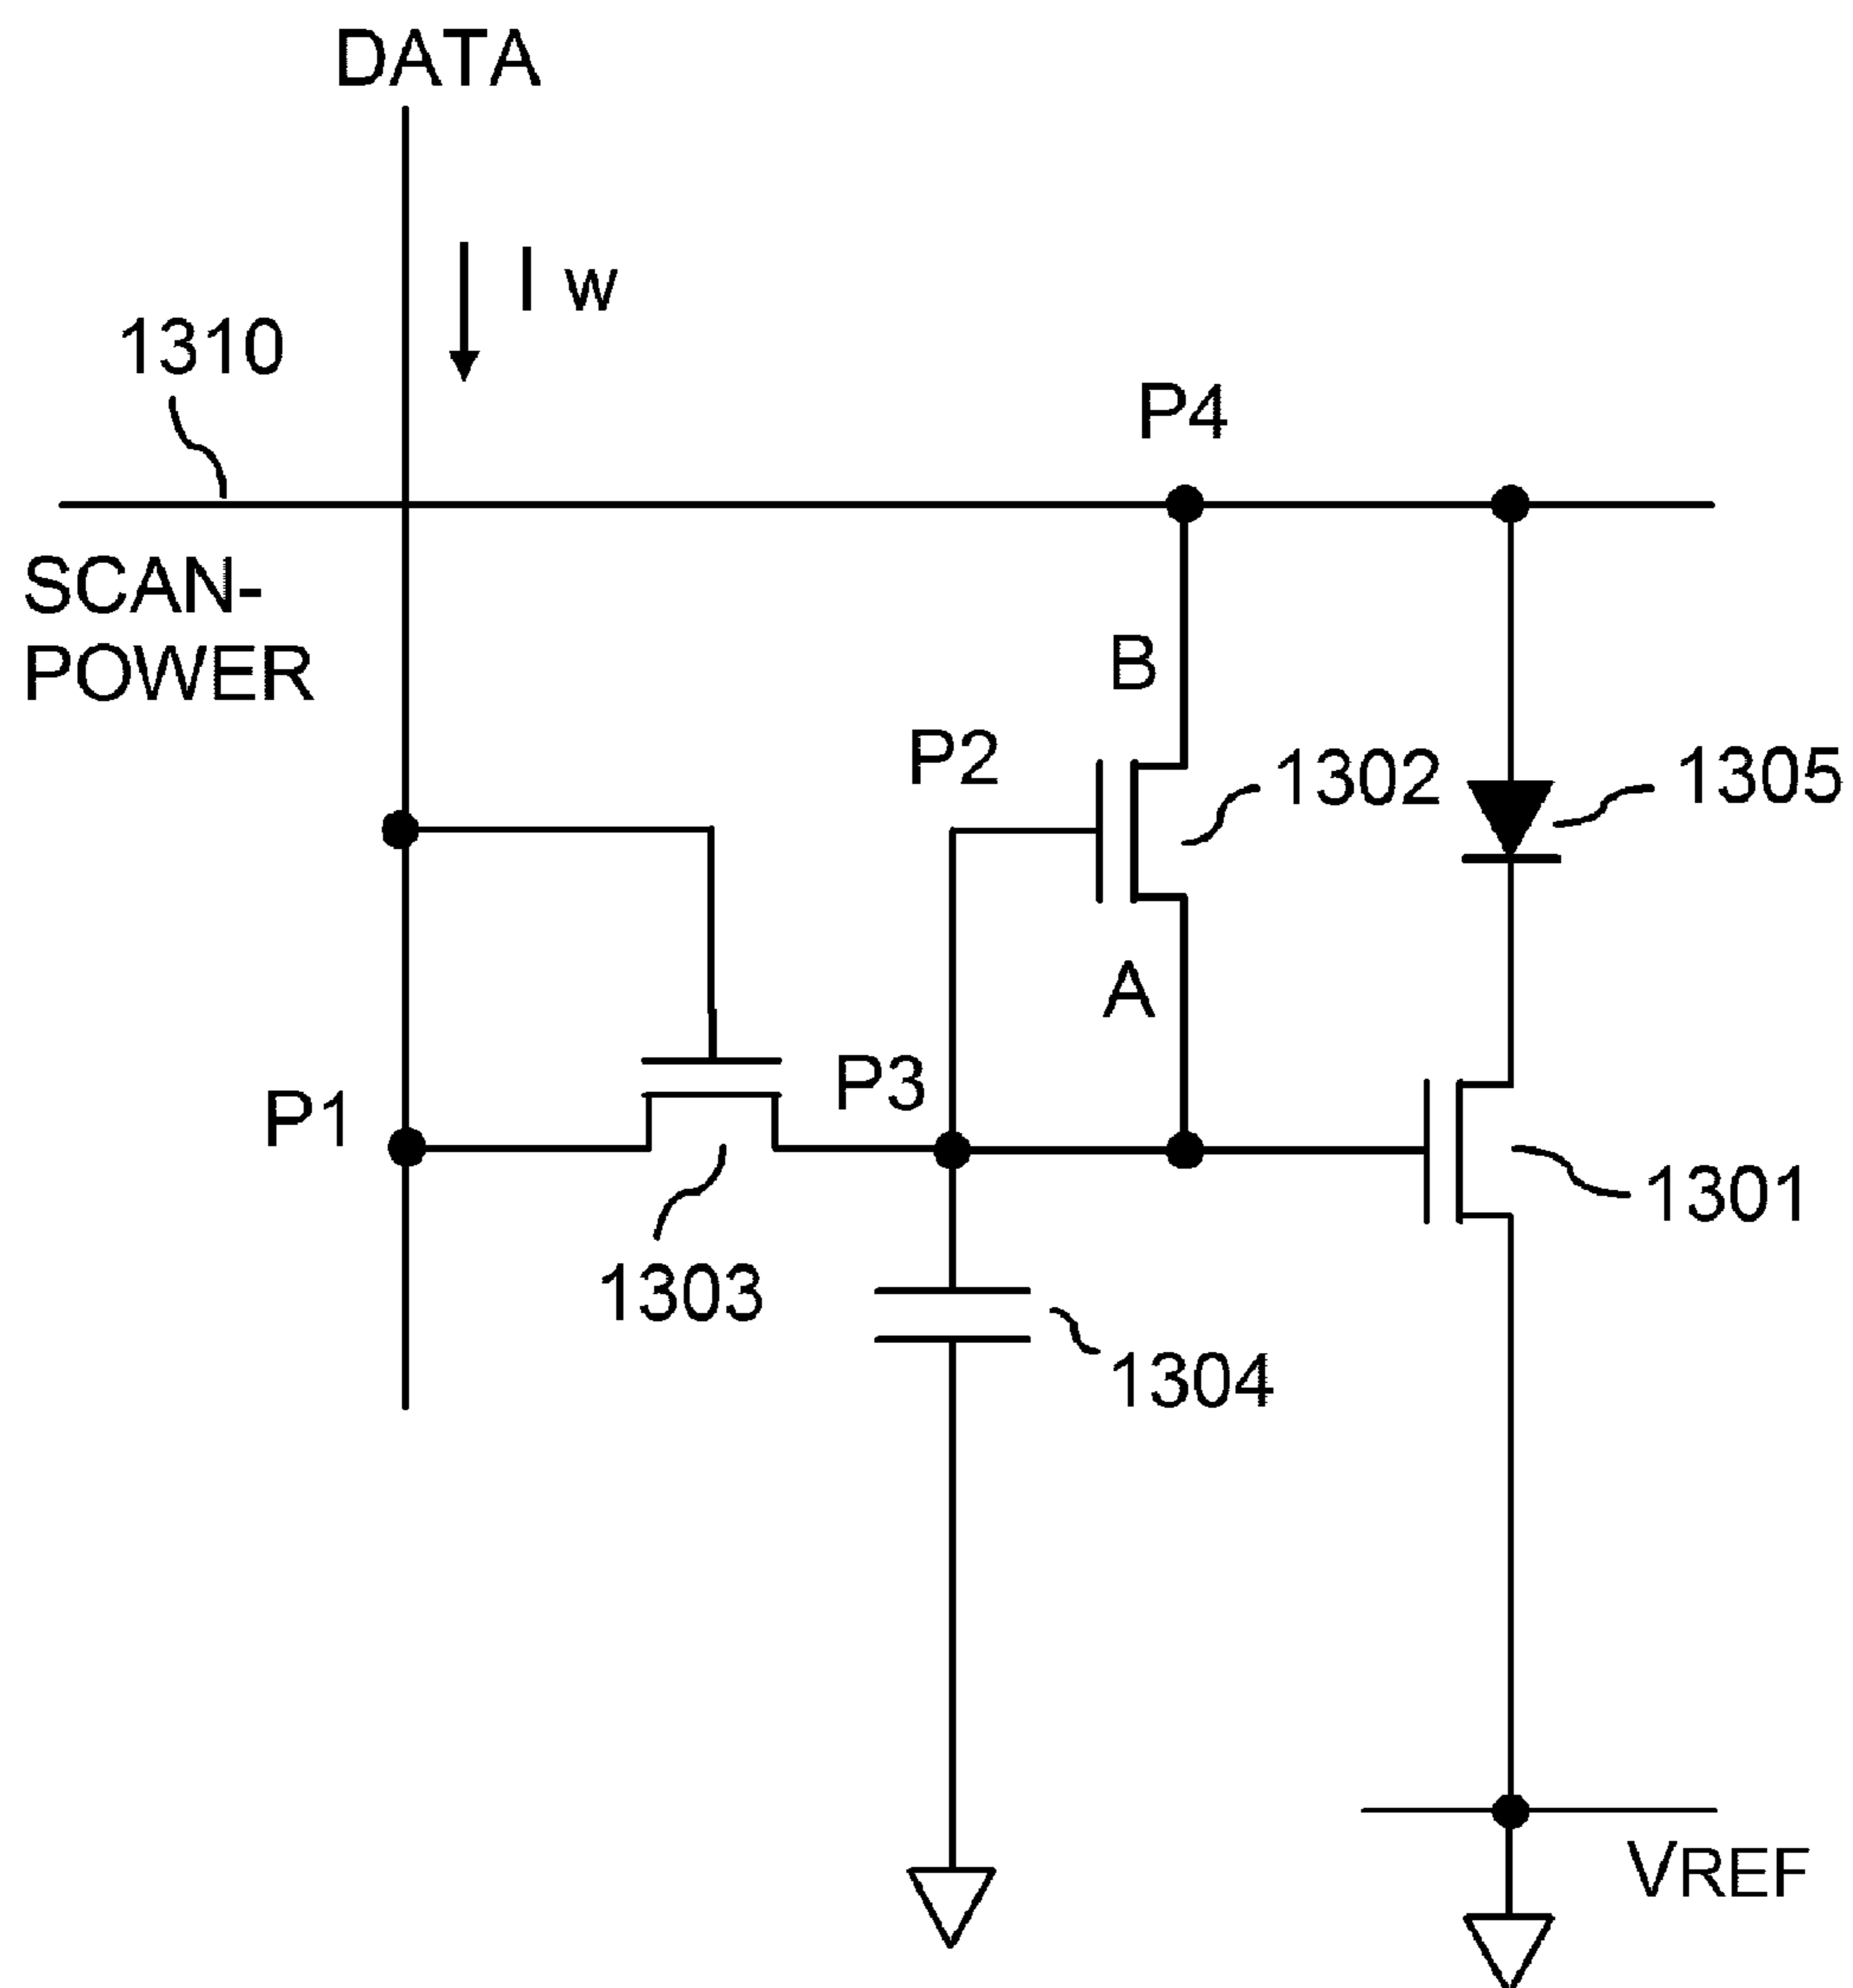 DATA
I w
1310
P4
SCAN-
POWER
B
P2
1302
1305
A
P3
P1
1301
1303
1304
VREF